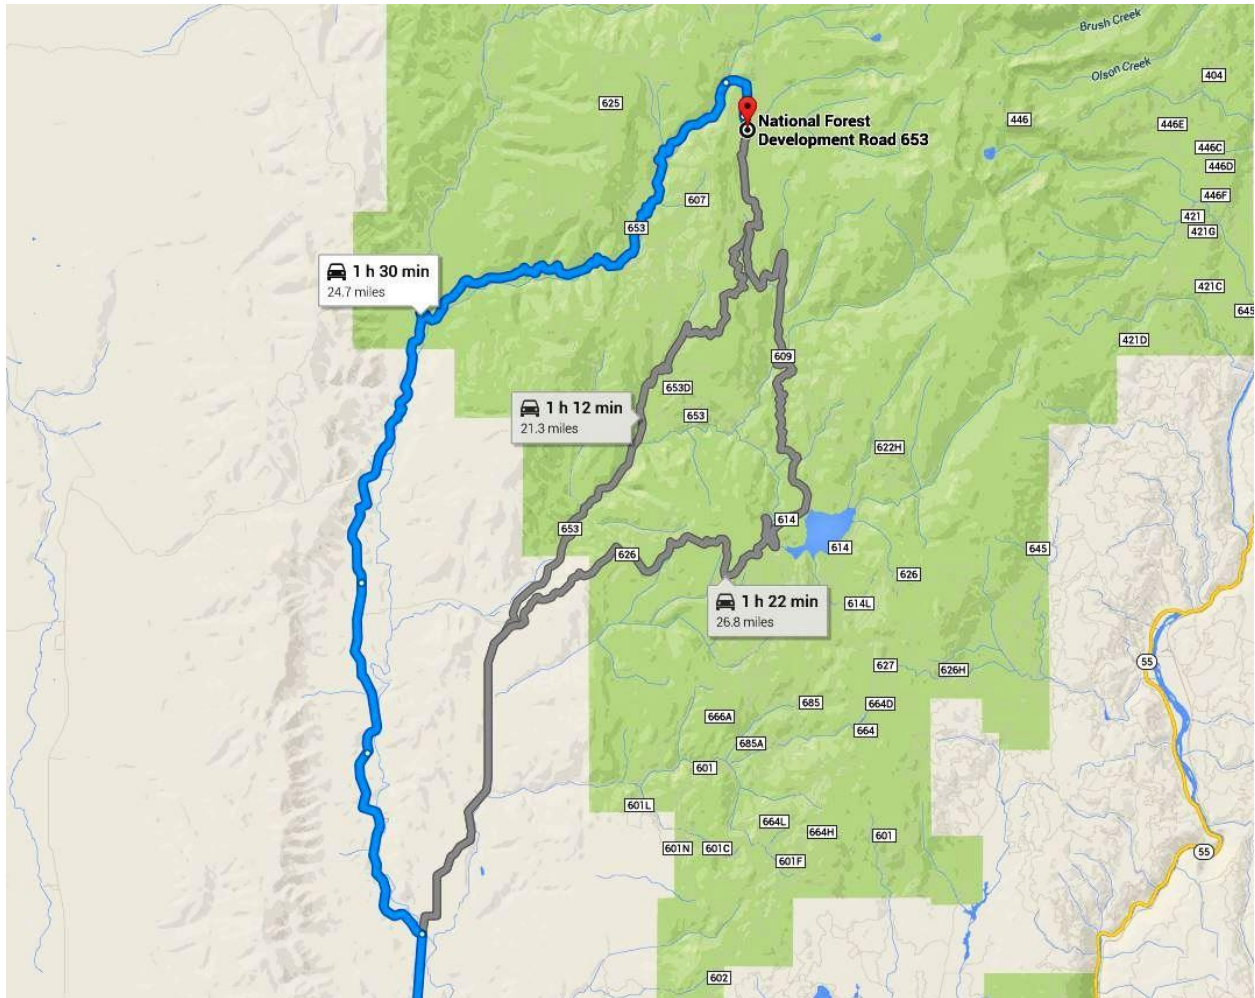 Brush Creek
Olson Creek
404
625
446
446E
National Forest
Development Road 653
446C
446D
446F
607
421
421G
653
1 h 30 min
24.7 miles
421C
645
421D
609
653D
1 h 12 min
21.3 miles
653
622H
614
653
614
645
626
626
1 h 22 min
26.8 miles
614L
55
627
626H
685
664D
666A
664
685A
601
601L
664L
664H
601
601N
601C
55
601F
602